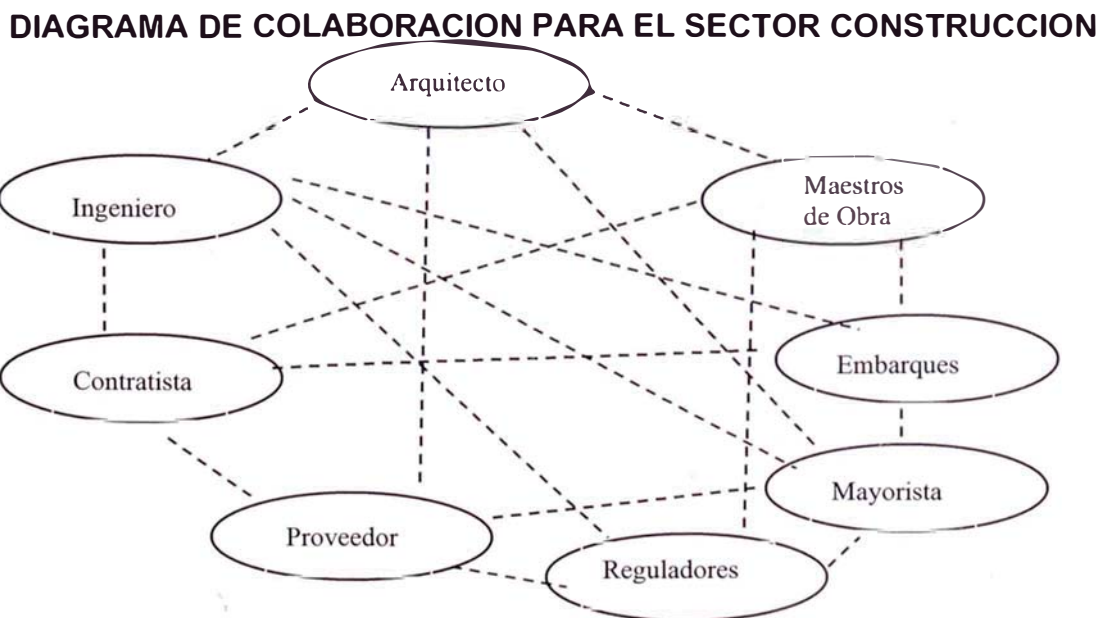 DIAGRAMA DE COLABORACION PARA EL SECTOR CONSTRUCCION
Arquitecto
Ingeniero
Maestros
de Obra
Contratista
Embarques
Mayorista
Proveedor
Reguladores